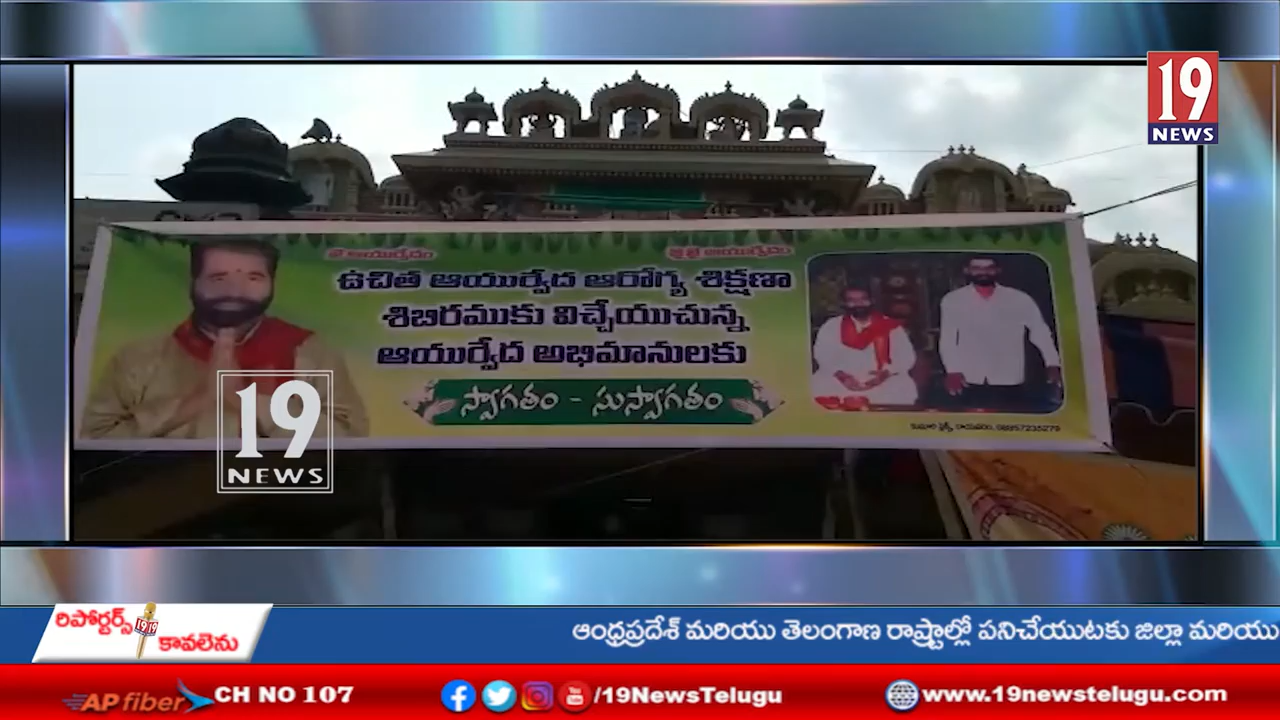 19
NEWS
ఓం ఆయుర్వేదం
జై జై ఆయుర్వేదం
ఉచిత ఆయుర్వేద ఆరోగ్య శిక్షణా
శిబిరముకు విచ్చేయుచున్న
ఆయుర్వేద అభిమానులకు
స్వాగతం - సుస్వాగతం
19
NEWS
రిపోర్టర్స్
కావలెను
ఆంధ్రప్రదేశ్ మరియు తెలంగాణ రాష్ట్రాల్లో పనిచేయుటకు జిల్లా మరియు
AP fiber CH NO 107
/19NewsTelugu
www.19newstelugu.com